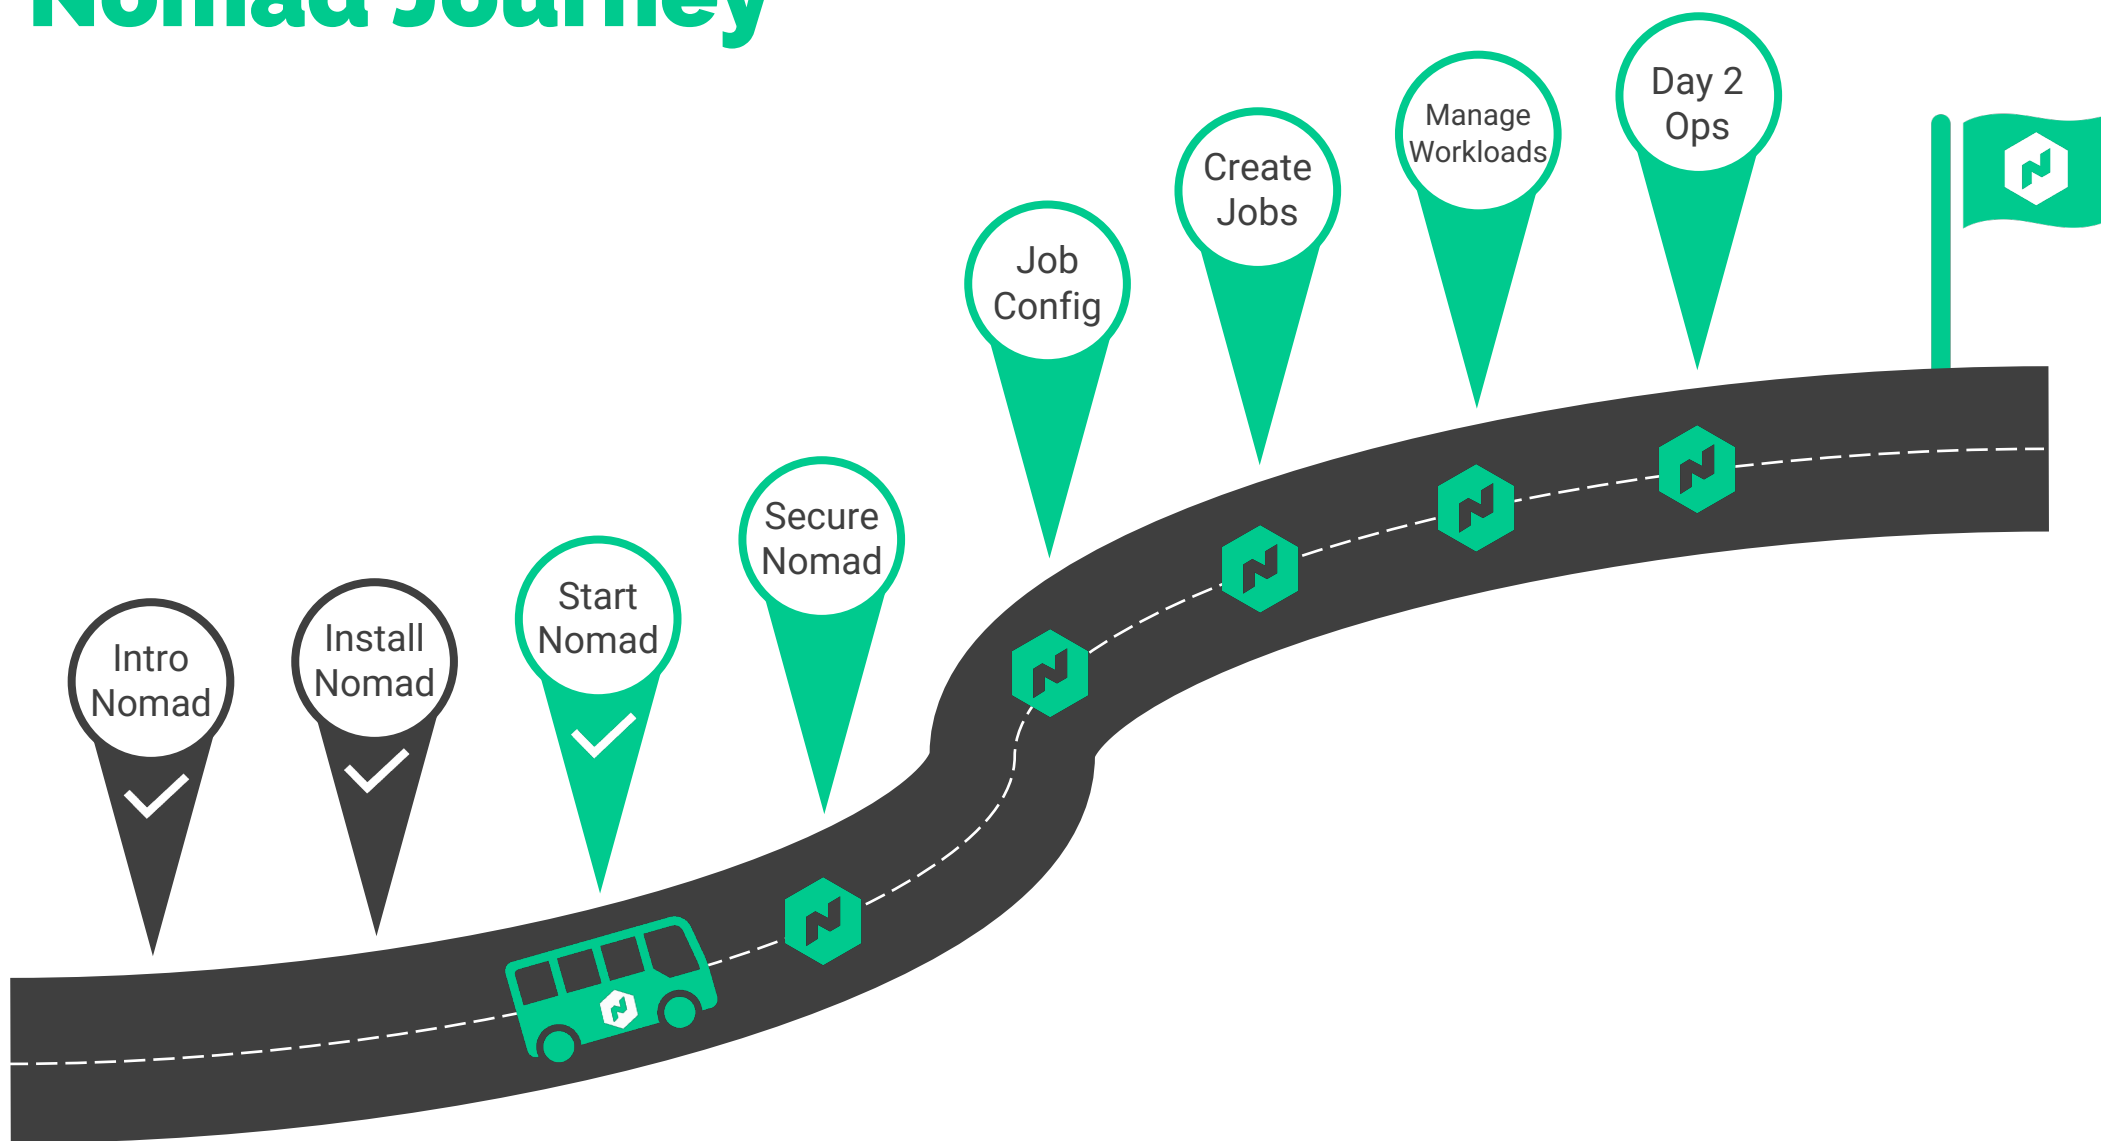 Nomad Journey
Intro
Nomad
Install
Nomad
Start
Nomad
Secure
Nomad
Job
Config
Create
Jobs
Manage
Workloads
Day 2
Ops